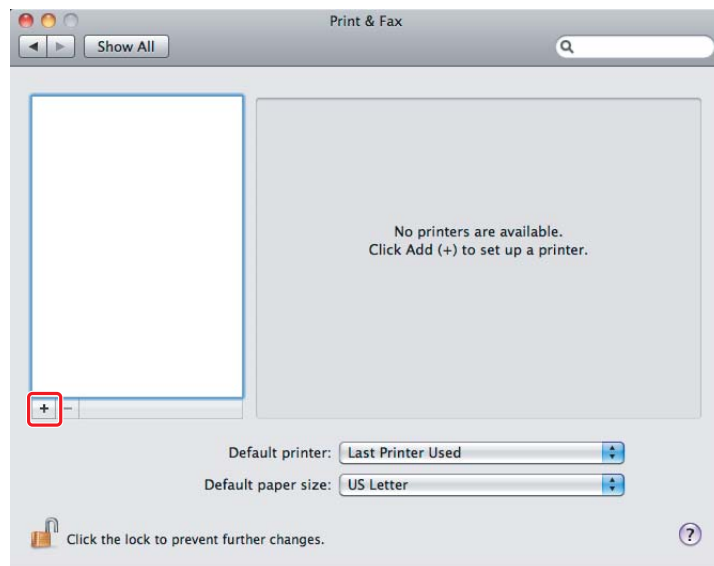 Print & Fax
Show All
No printers are available.
Click Add (+) to set up a printer.
+ −
Default printer: Last Printer Used
Default paper size: US Letter
Click the lock to prevent further changes.
?